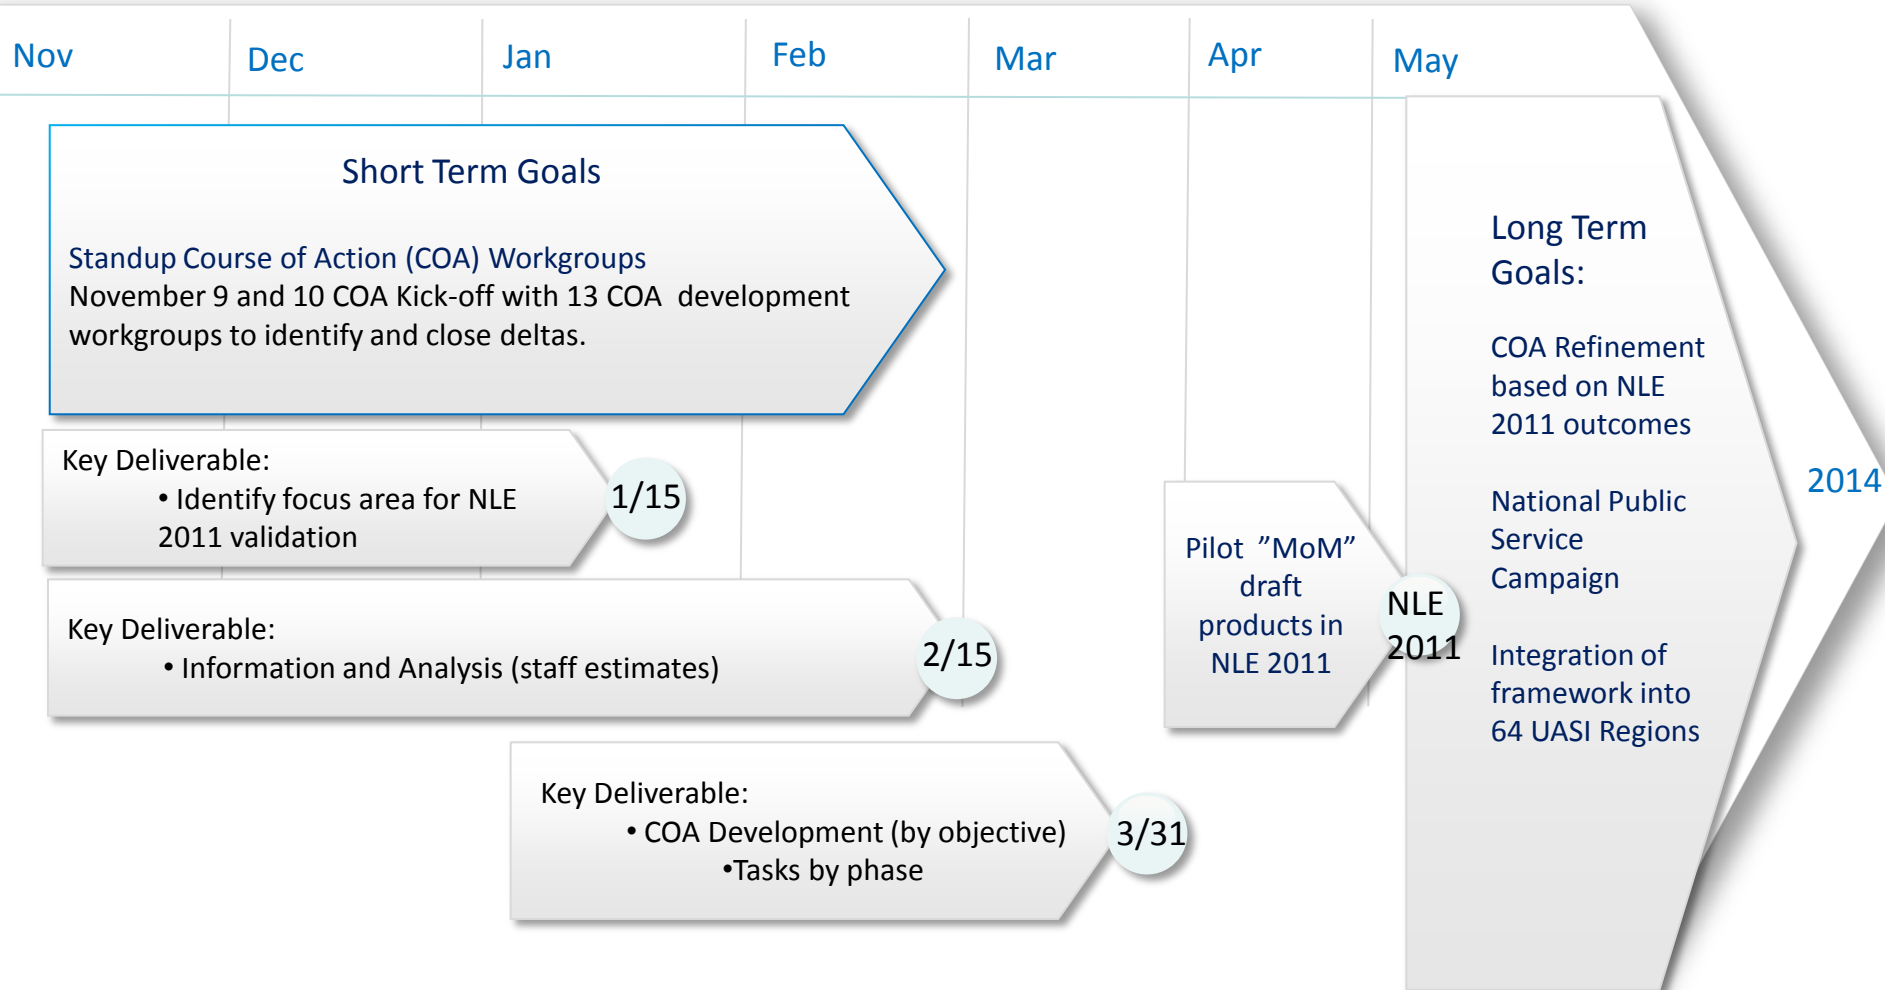 Nov Dec Jan Feb Mar Apr May
Short Term Goals
Standup Course of Action (COA) Workgroups
November 9 and 10 COA Kick-off with 13 COA development
workgroups to identify and close deltas.
Key Deliverable:
• Identify focus area for NLE
2011 validation
1/15
Key Deliverable:
• Information and Analysis (staff estimates)
2/15
Key Deliverable:
• COA Development (by objective)
•Tasks by phase
3/31
Pilot ”MoM”
draft
products in
NLE 2011
NLE
2011
Long Term
Goals:
COA Refinement
based on NLE
2011 outcomes
National Public
Service
Campaign
Integration of
framework into
64 UASI Regions
2014